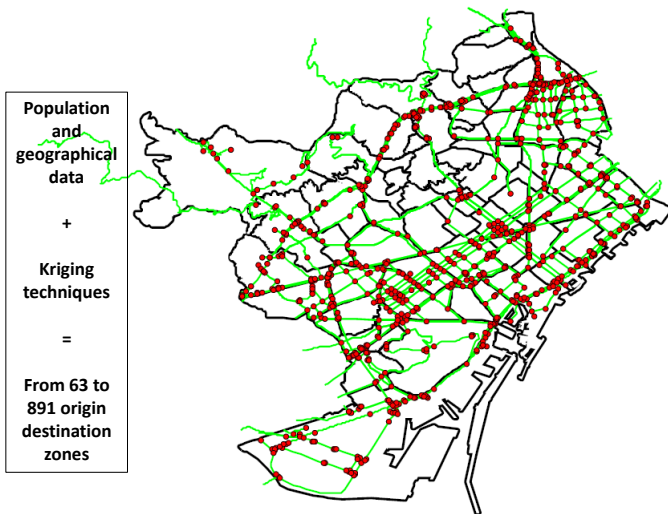 Population
and
geographical
data
+
Kriging
techniques
=
From 63 to
891 origin
destination
zones